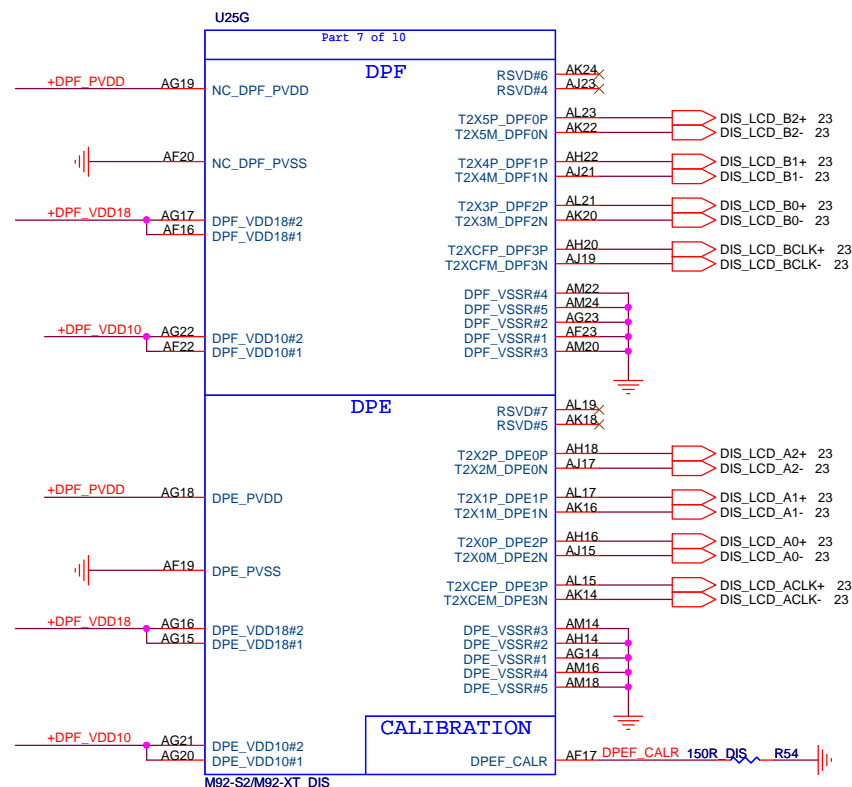 U25G
Part 7 of 10
DPF
+DPF_PVDD AG19 NC_DPF_PVDD
RSVD#6 AK24
RSVD#4 AJ23
T2X5P_DPF0P AL23 DIS_LCD_B2+ 23
T2X5M_DPF0N AK22 DIS_LCD_B2- 23
AF20 NC_DPF_PVSS
T2X4P_DPF1P AH22 DIS_LCD_B1+ 23
T2X4M_DPF1N AJ21 DIS_LCD_B1- 23
+DPF_VDD18 AG17 DPF_VDD18#2
AF16 DPF_VDD18#1
T2X3P_DPF2P AL21 DIS_LCD_B0+ 23
T2X3M_DPF2N AK20 DIS_LCD_B0- 23
T2XCFP_DPF3P AH20 DIS_LCD_BCLK+ 23
T2XCFM_DPF3N AJ19 DIS_LCD_BCLK- 23
DPF_VSSR#4 AM22
DPF_VSSR#5 AM24
DPF_VSSR#2 AG23
DPF_VSSR#1 AF23
DPF_VSSR#3 AM20
+DPF_VDD10 AG22 DPF_VDD10#2
AF22 DPF_VDD10#1
DPE
RSVD#7 AL19
RSVD#5 AK18
T2X2P_DPE0P AH18 DIS_LCD_A2+ 23
T2X2M_DPE0N AJ17 DIS_LCD_A2- 23
+DPF_PVDD AG18 DPE_PVDD
T2X1P_DPE1P AL17 DIS_LCD_A1+ 23
T2X1M_DPE1N AK16 DIS_LCD_A1- 23
T2X0P_DPE2P AH16 DIS_LCD_A0+ 23
T2X0M_DPE2N AJ15 DIS_LCD_A0- 23
AF19 DPE_PVSS
T2XCEP_DPE3P AL15 DIS_LCD_ACLK+ 23
T2XCEM_DPE3N AK14 DIS_LCD_ACLK- 23
+DPF_VDD18 AG16 DPE_VDD18#2
AG15 DPE_VDD18#1
DPE_VSSR#3 AM14
DPE_VSSR#2 AH14
DPE_VSSR#1 AG14
DPE_VSSR#4 AM16
DPE_VSSR#5 AM18
CALIBRATION
+DPF_VDD10 AG21 DPE_VDD10#2
AG20 DPE_VDD10#1
DPEF_CALR AF17 DPEF_CALR 150R_DIS R54
M92-S2/M92-XT_DIS